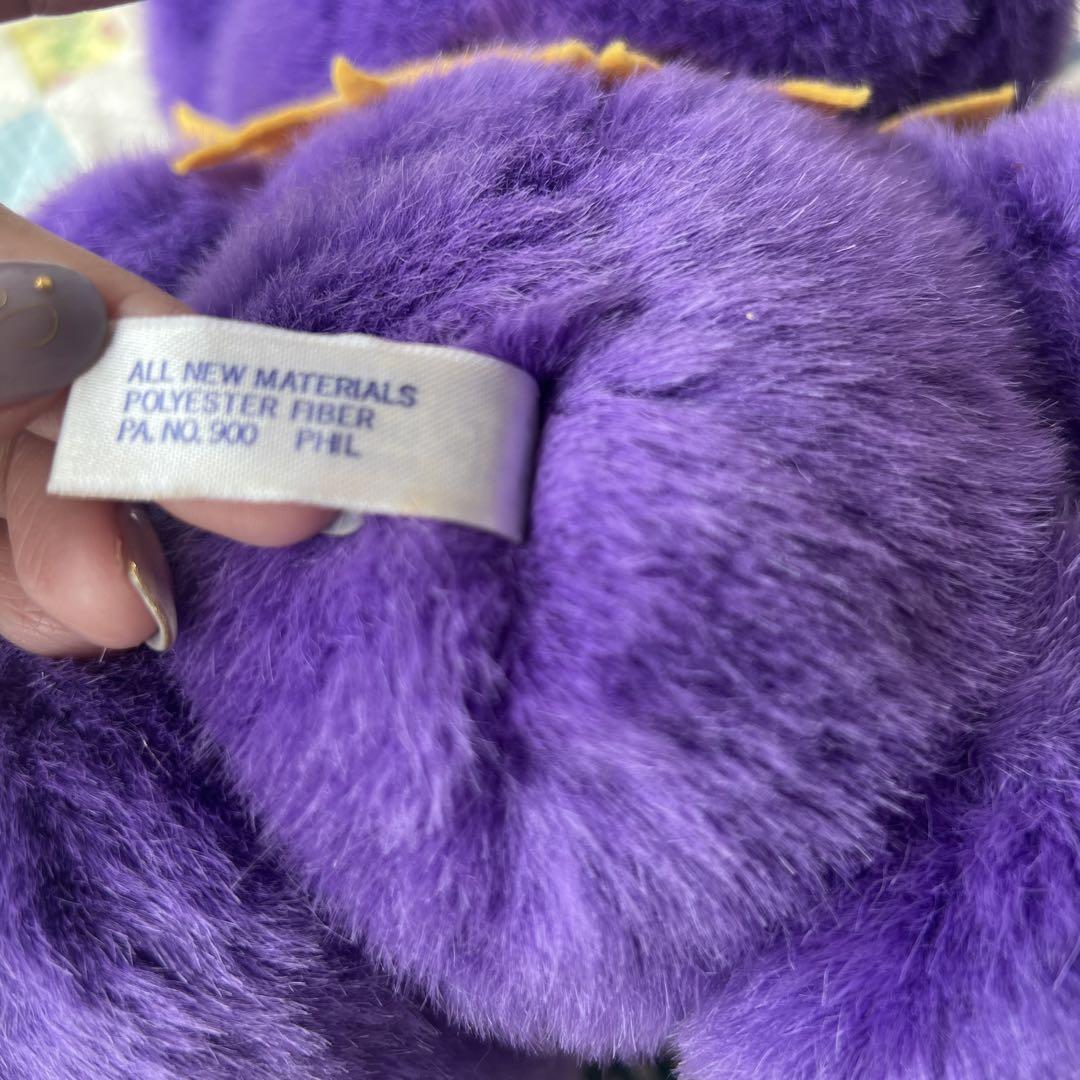 ALL NEW MATERIALS
POLYESTER FIBER
PA. NO. 900 PHIL